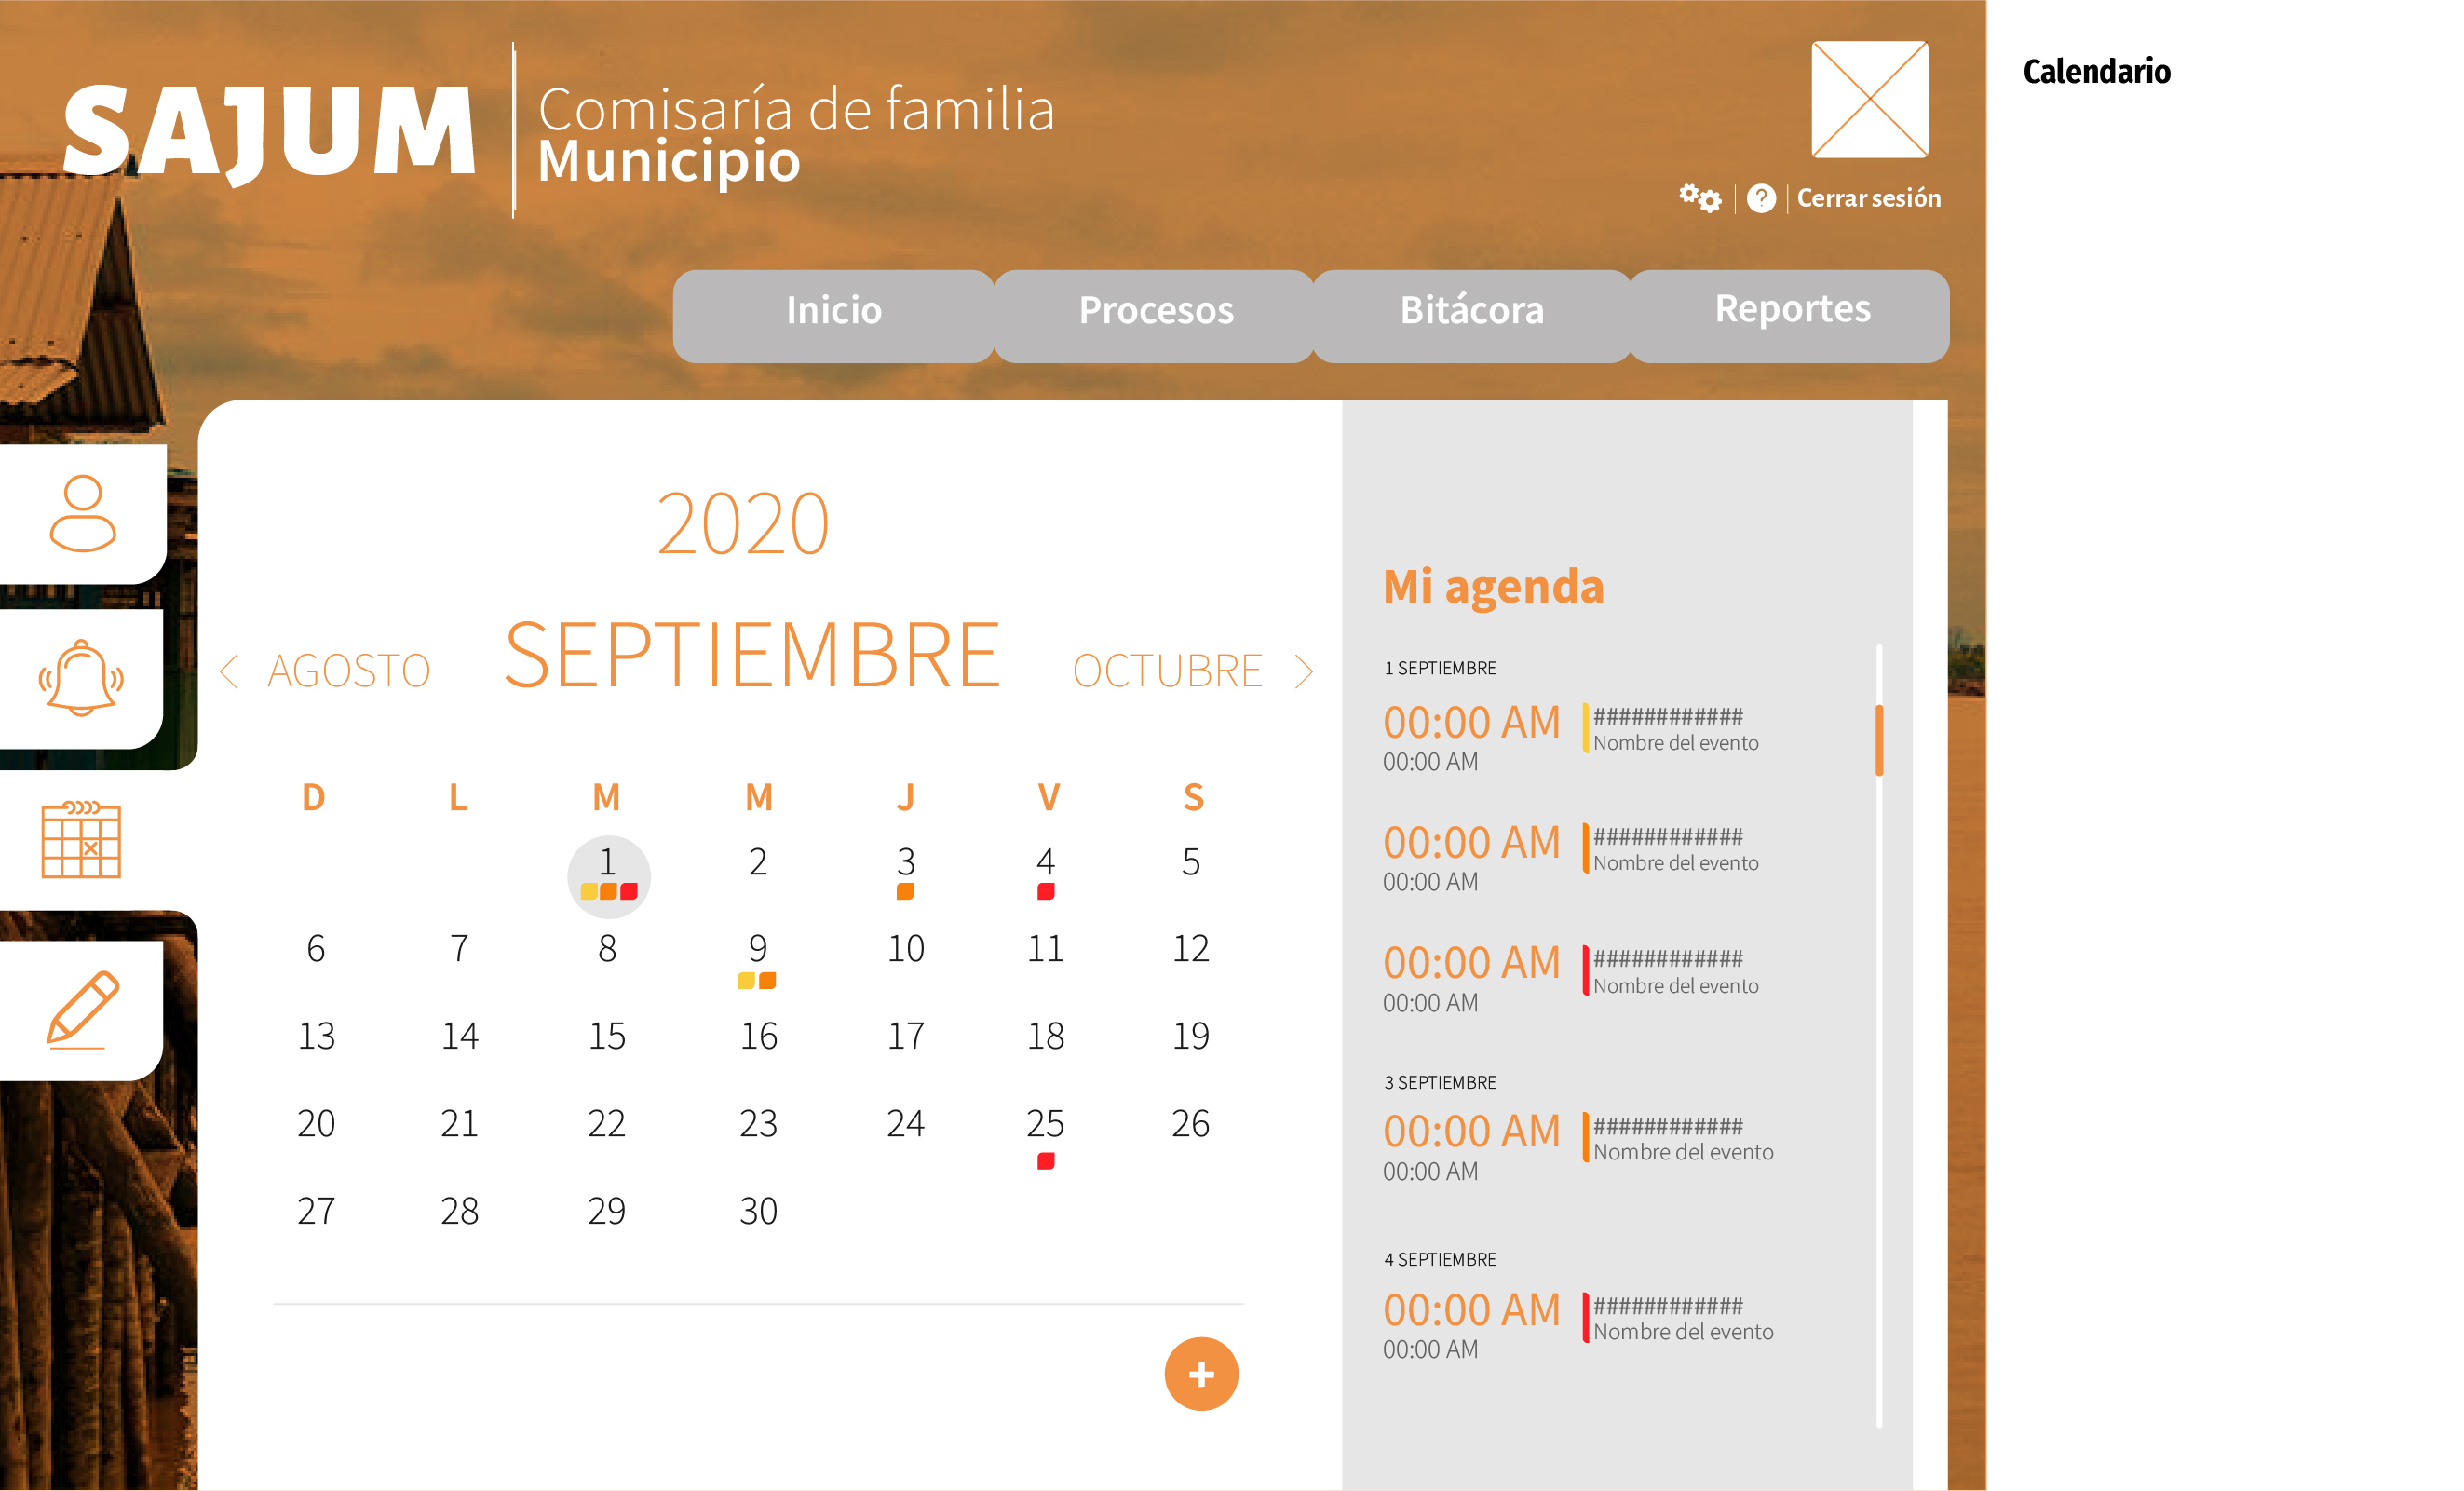 SAJUM
Comisaría de familia
Municipio
Calendario
? Cerrar sesión
Inicio Procesos Bitácora Reportes
2020
AGOSTO SEPTIEMBRE OCTUBRE
D L M M J V S
1 2 3 4 5
6 7 8 9 10 11 12
13 14 15 16 17 18 19
20 21 22 23 24 25 26
27 28 29 30
+
Mi agenda
1 SEPTIEMBRE
00:00 AM ############
Nombre del evento
00:00 AM
00:00 AM ############
Nombre del evento
00:00 AM
00:00 AM ############
Nombre del evento
00:00 AM
3 SEPTIEMBRE
00:00 AM ############
Nombre del evento
00:00 AM
4 SEPTIEMBRE
00:00 AM ############
Nombre del evento
00:00 AM